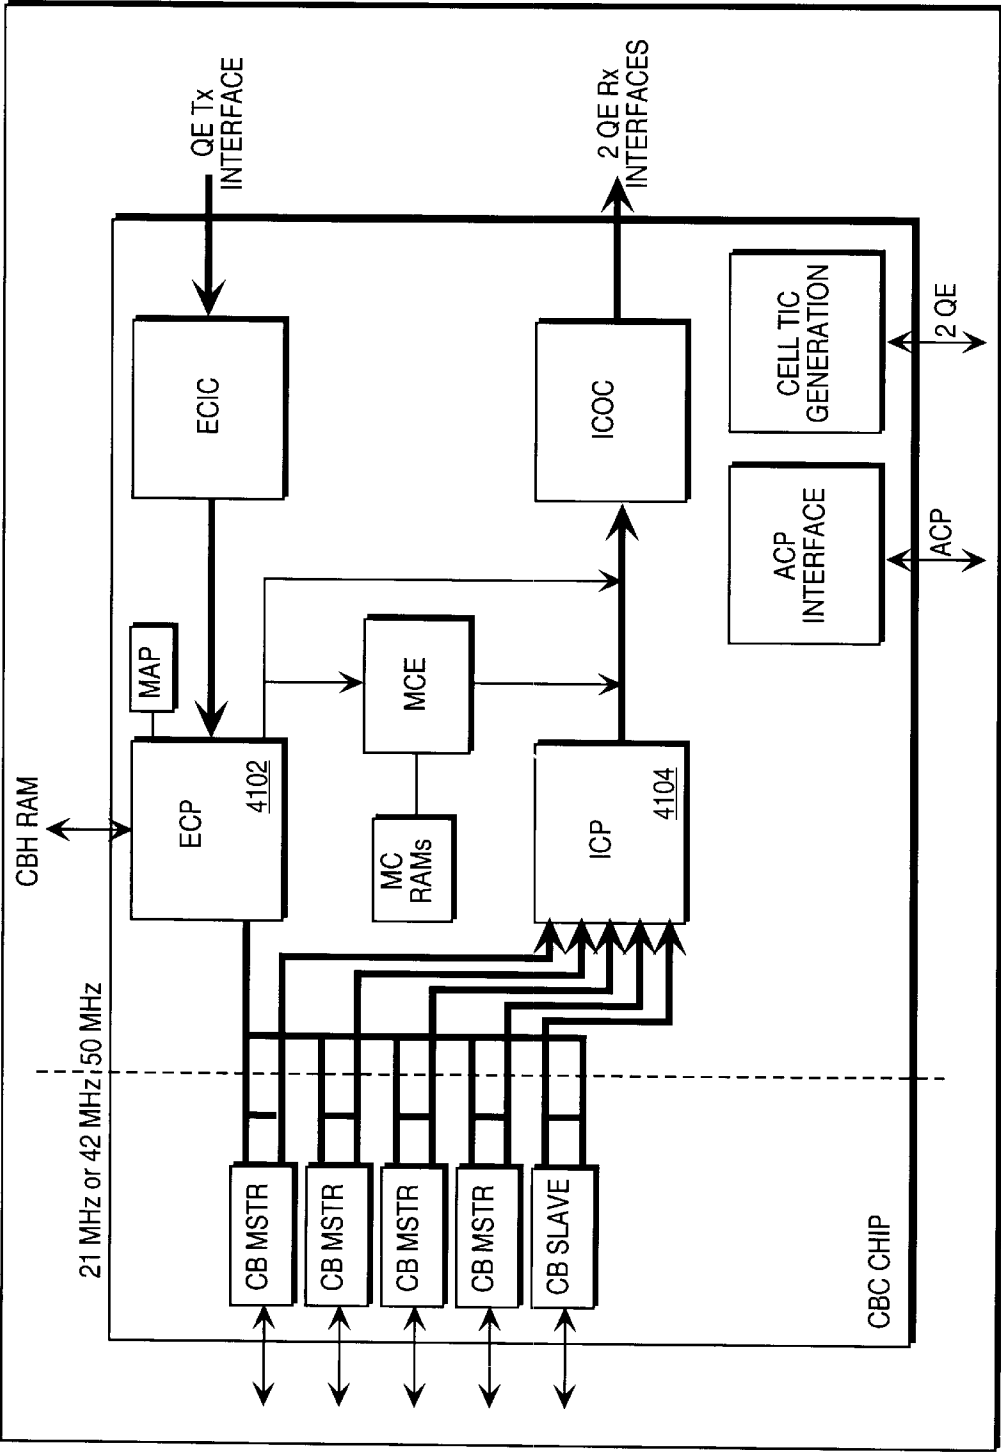 CBH RAM
21 MHz or 42 MHz
50 MHz
MAP
QE Tx
INTERFACE
ECP
4102
ECIC
CB MSTR
CB MSTR
CB MSTR
CB MSTR
CB SLAVE
MC
RAMs
MCE
ICP
4104
ICOC
2 QE Rx
INTERFACES
ACP
INTERFACE
CELL TIC
GENERATION
CBC CHIP
ACP
2 QE